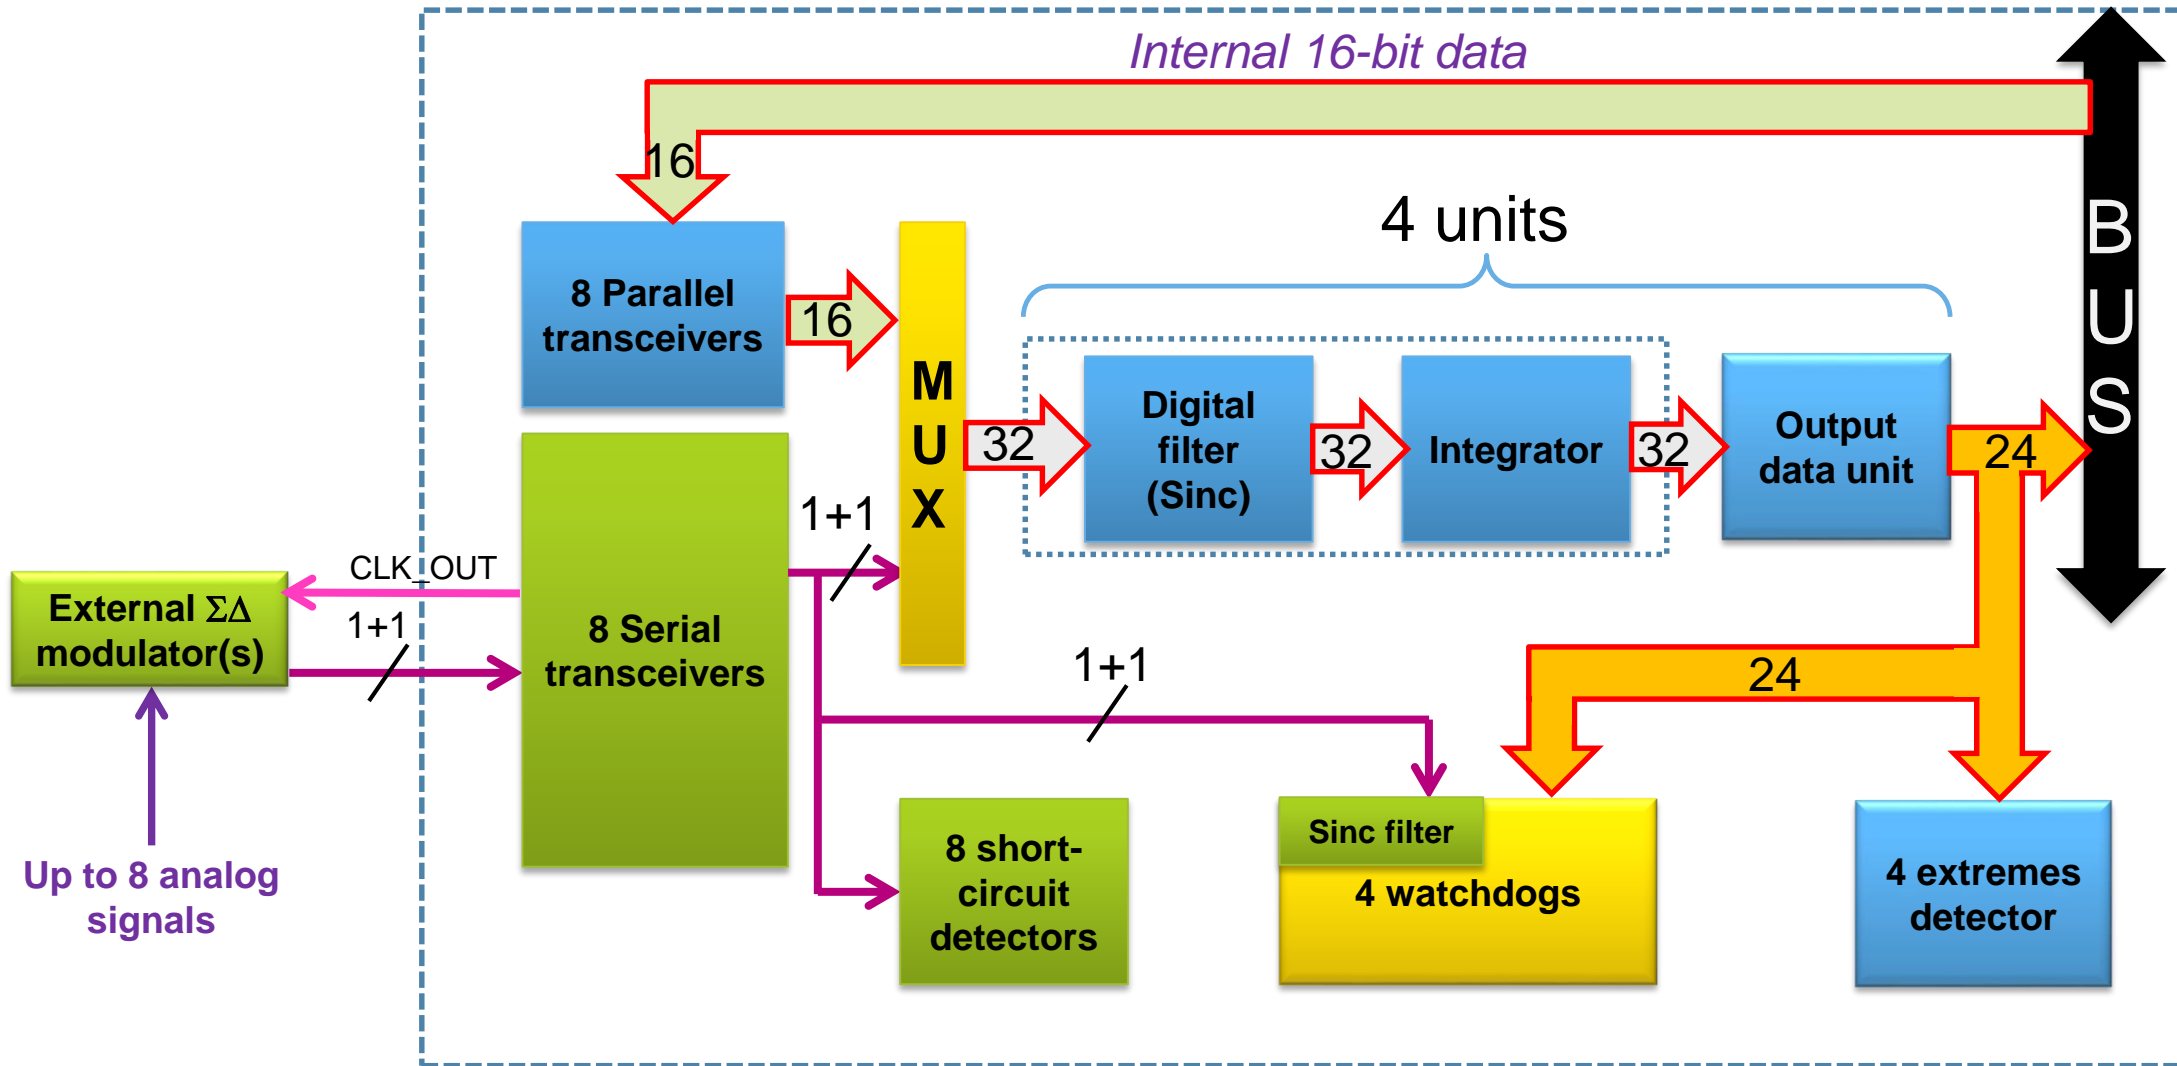 Internal 16-bit data
16
8 Parallel
transceivers
16
M
U
X
4 units
B
U
S
32
Digital
filter
(Sinc)
32
Integrator
32
Output
data unit
24
1+1
CLK_OUT
External ΣΔ
modulator(s)
1+1
8 Serial
transceivers
1+1
24
Up to 8 analog
signals
8 short-
circuit
detectors
Sinc filter
4 watchdogs
4 extremes
detector